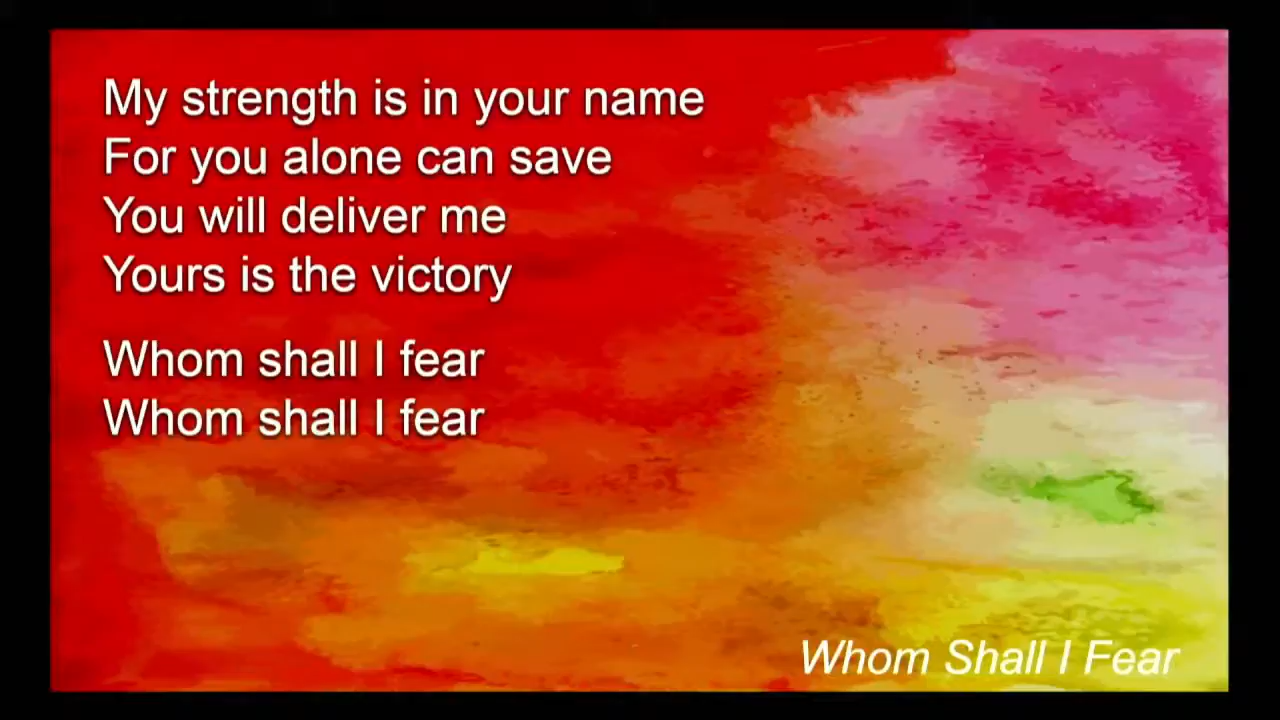 My strength is in your name
For you alone can save
You will deliver me
Yours is the victory
Whom shall I fear
Whom shall I fear
Whom Shall I Fear